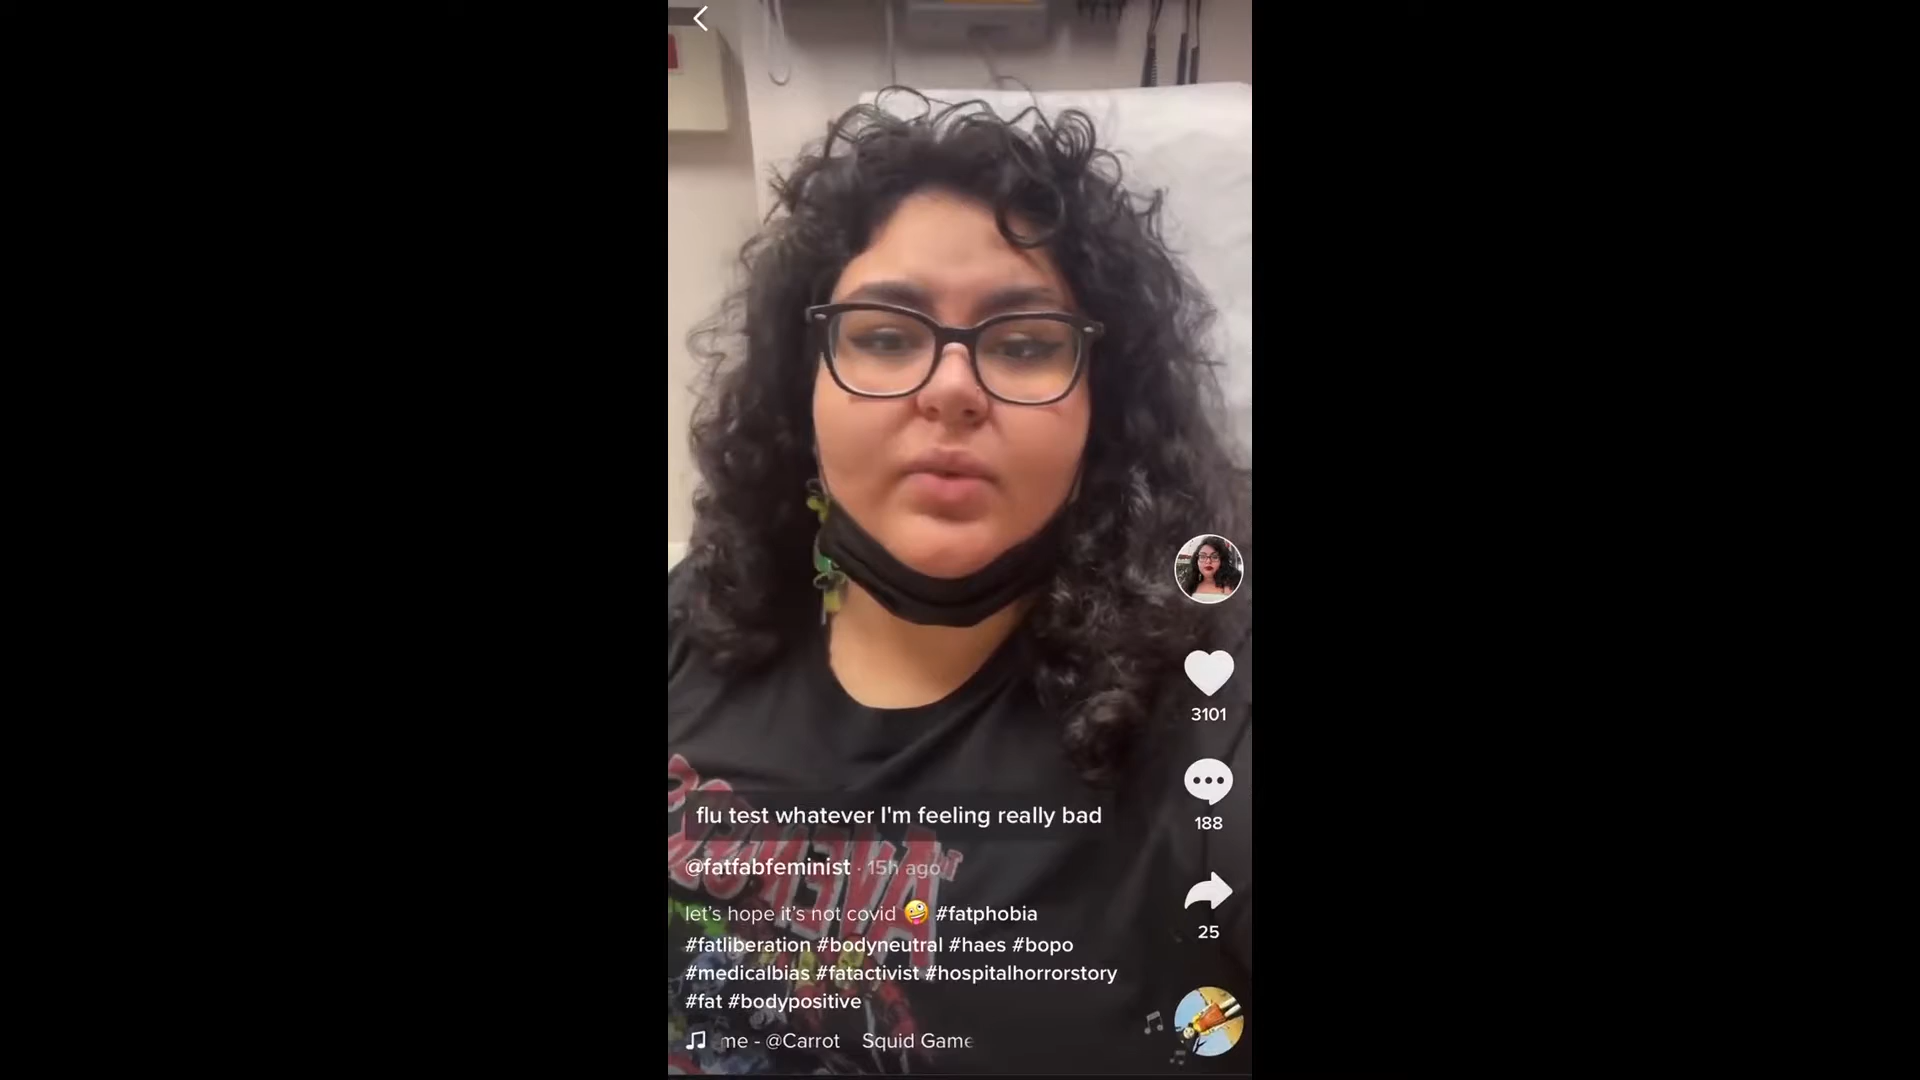 flu test whatever I'm feeling really bad
@fatfabfeminist · 15h ago
let's hope it's not covid 🤪 #fatphobia
#fatliberation #bodyneutral #haes #bopo
#medicalbias #fatactivist #hospitalhorrorstory
#fat #bodypositive
me - @Carrot Squid Game
3101
188
25
AVENGERS